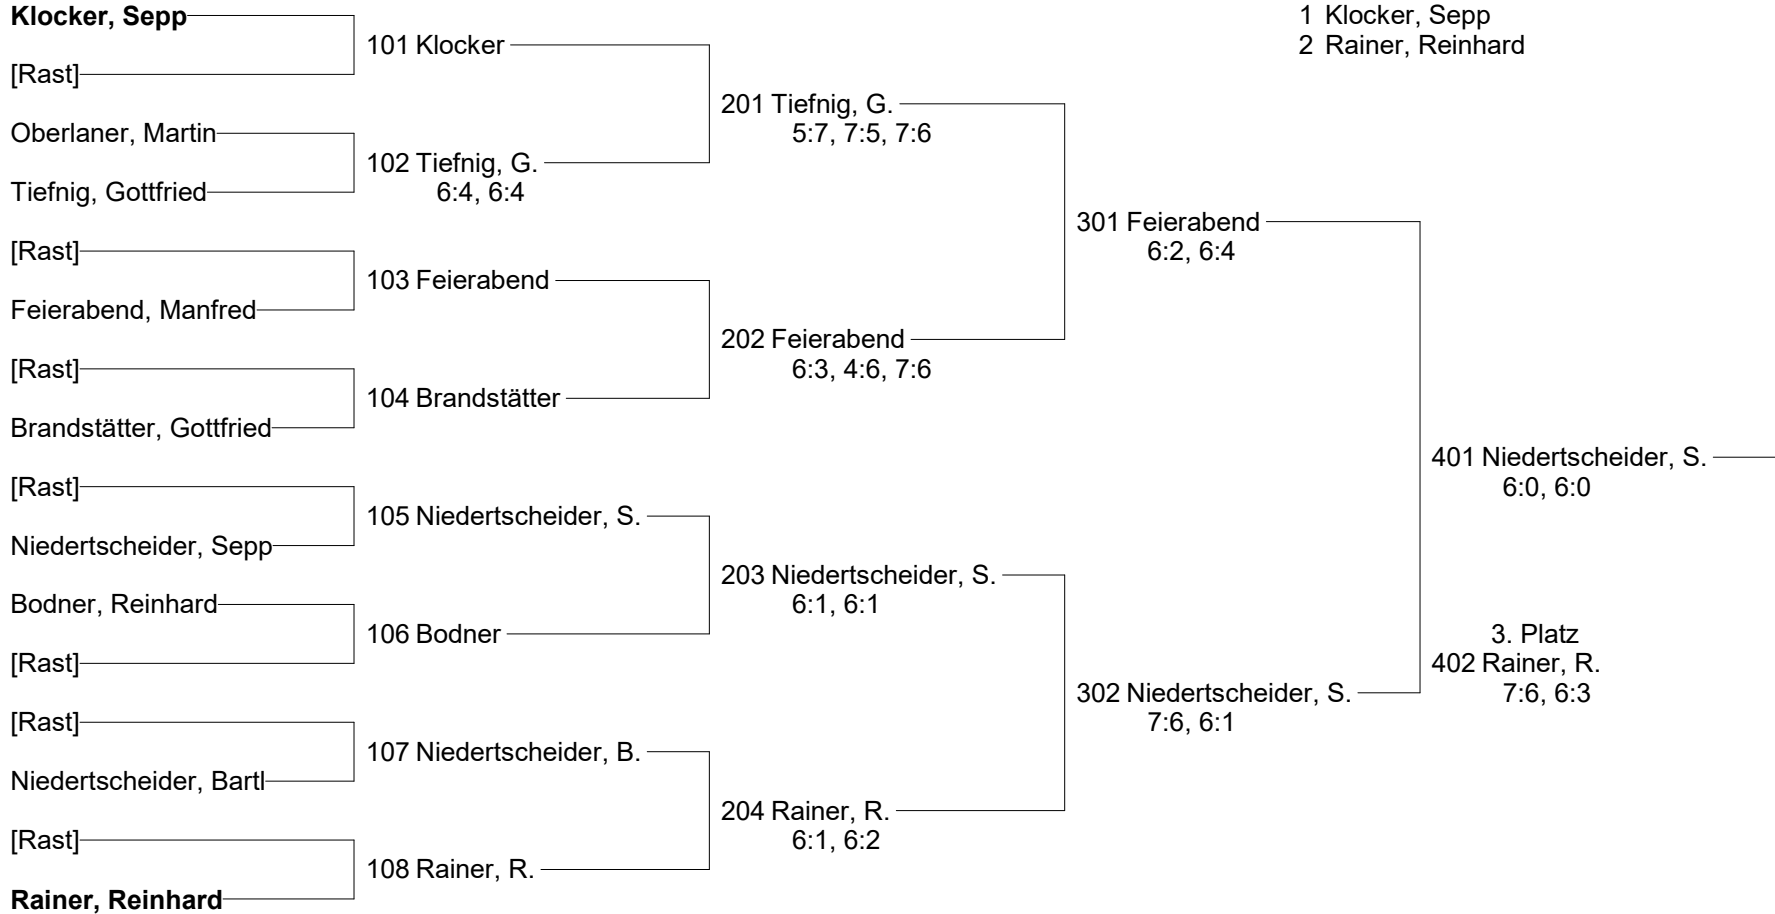 Klocker, Sepp
[Rast]
Oberlaner, Martin
Tiefnig, Gottfried
[Rast]
Feierabend, Manfred
[Rast]
Brandstätter, Gottfried
[Rast]
Niedertscheider, Sepp
Bodner, Reinhard
[Rast]
[Rast]
Niedertscheider, Bartl
[Rast]
Rainer, Reinhard
101 Klocker
102 Tiefnig, G.
6:4, 6:4
103 Feierabend
104 Brandstätter
105 Niedertscheider, S.
106 Bodner
107 Niedertscheider, B.
108 Rainer, R.
201 Tiefnig, G.
5:7, 7:5, 7:6
202 Feierabend
6:3, 4:6, 7:6
203 Niedertscheider, S.
6:1, 6:1
204 Rainer, R.
6:1, 6:2
301 Feierabend
6:2, 6:4
302 Niedertscheider, S.
7:6, 6:1
1 Klocker, Sepp
2 Rainer, Reinhard
401 Niedertscheider, S.
6:0, 6:0
3. Platz
402 Rainer, R.
7:6, 6:3